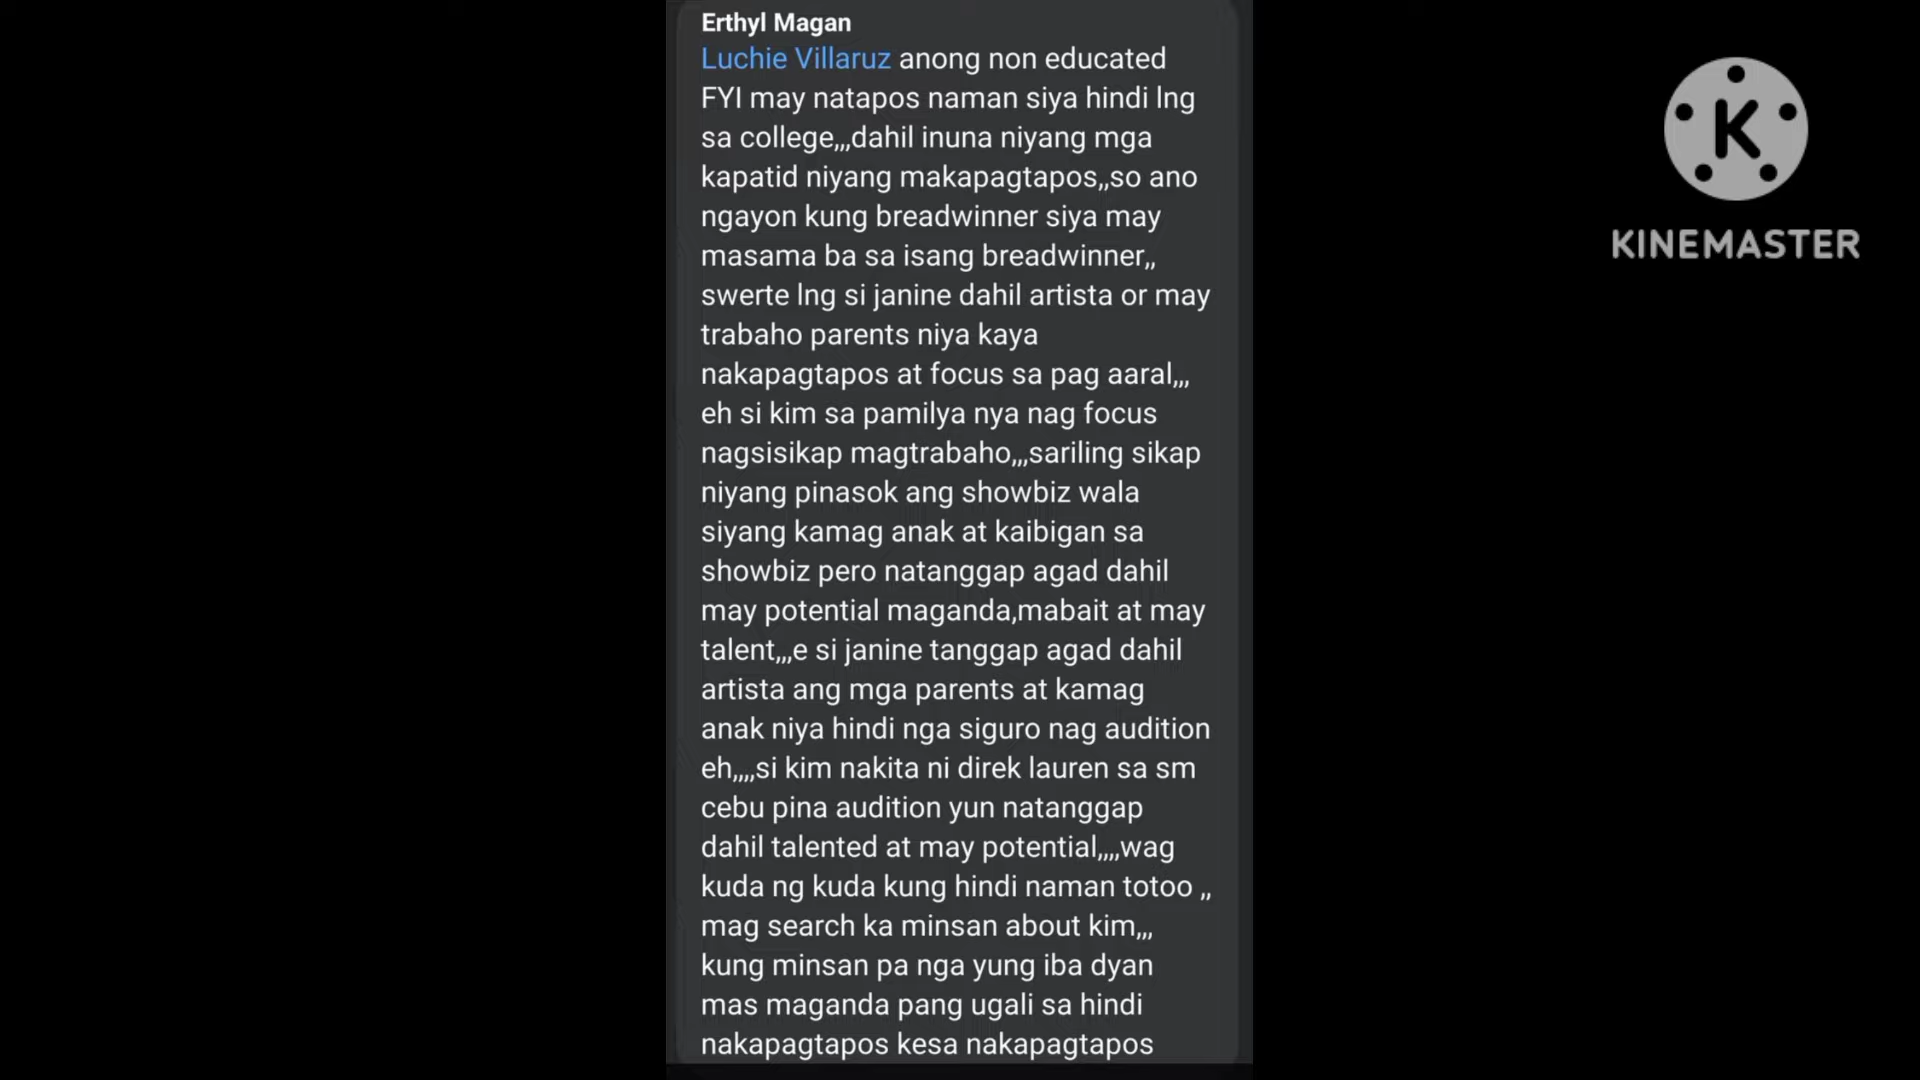 Erthyl Magan
Luchie Villaruz anong non educated
FYI may natapos naman siya hindi lng
sa college,,,dahil inuna niyang mga
kapatid niyang makapagtapos,,so ano
ngayon kung breadwinner siya may
masama ba sa isang breadwinner,,
swerte lng si janine dahil artista or may
trabaho parents niya kaya
nakapagtapos at focus sa pag aaral,,,
eh si kim sa pamilya nya nag focus
nagsisikap magtrabaho,,,sariling sikap
niyang pinasok ang showbiz wala
siyang kamag anak at kaibigan sa
showbiz pero natanggap agad dahil
may potential maganda,mabait at may
talent,,,e si janine tanggap agad dahil
artista ang mga parents at kamag
anak niya hindi nga siguro nag audition
eh,,,,si kim nakita ni direk lauren sa sm
cebu pina audition yun natanggap
dahil talented at may potential,,,,wag
kuda ng kuda kung hindi naman totoo ,,
mag search ka minsan about kim,,,
kung minsan pa nga yung iba dyan
mas maganda pang ugali sa hindi
nakapagtapos kesa nakapagtapos
K
KINEMASTER